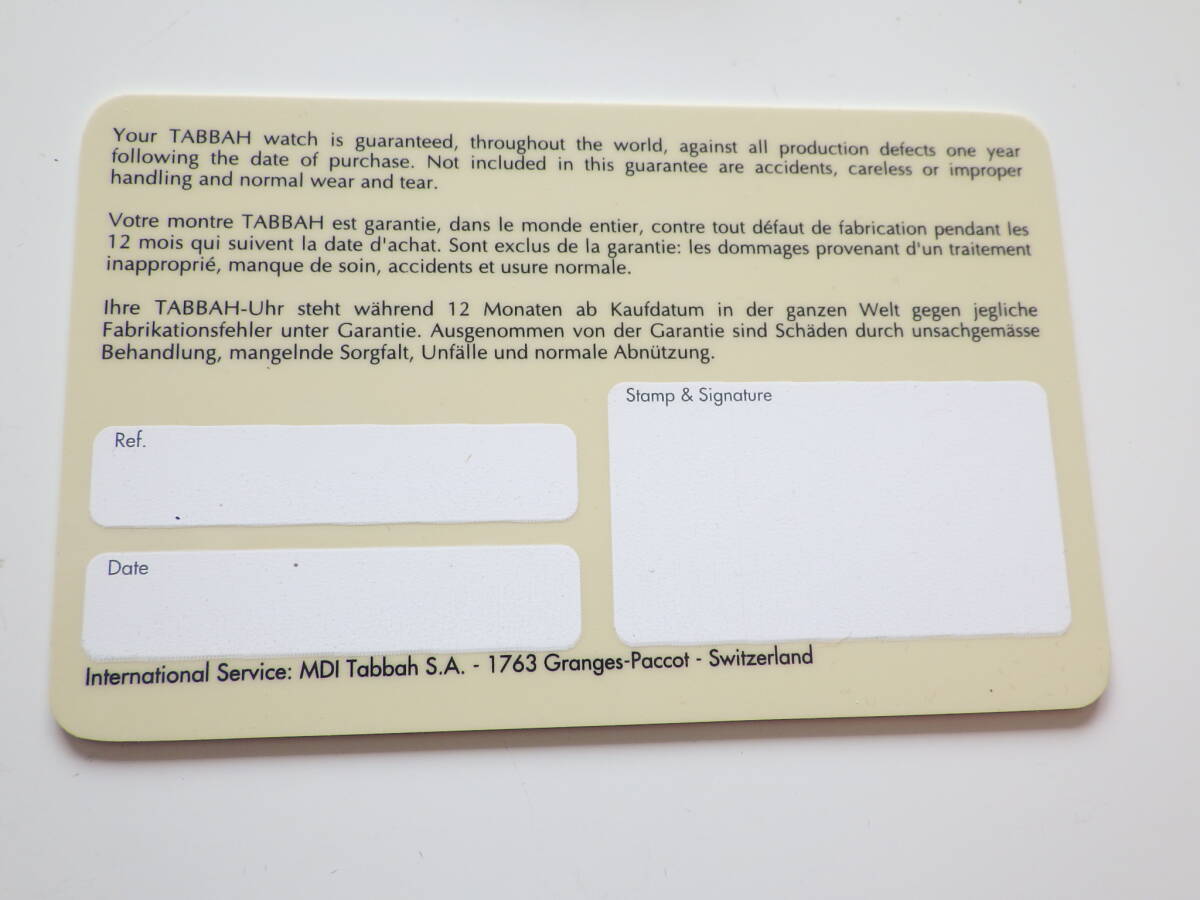 Your TABBAH watch is guaranteed, throughout the world, against all production defects one year
following the date of purchase. Not included in this guarantee are accidents, careless or improper
handling and normal wear and tear.
Votre montre TABBAH est garantie, dans le monde entier, contre tout défaut de fabrication pendant les
12 mois qui suivent la date d'achat. Sont exclus de la garantie: les dommages provenant d'un traitement
inapproprié, manque de soin, accidents et usure normale.
Ihre TABBAH-Uhr steht während 12 Monaten ab Kaufdatum in der ganzen Welt gegen jegliche
Fabrikationsfehler unter Garantie. Ausgenommen von der Garantie sind Schäden durch unsachgemässe
Behandlung, mangelnde Sorgfalt, Unfälle und normale Abnützung.
Stamp & Signature
Ref.
Date
International Service: MDI Tabbah S.A. - 1763 Granges-Paccot - Switzerland